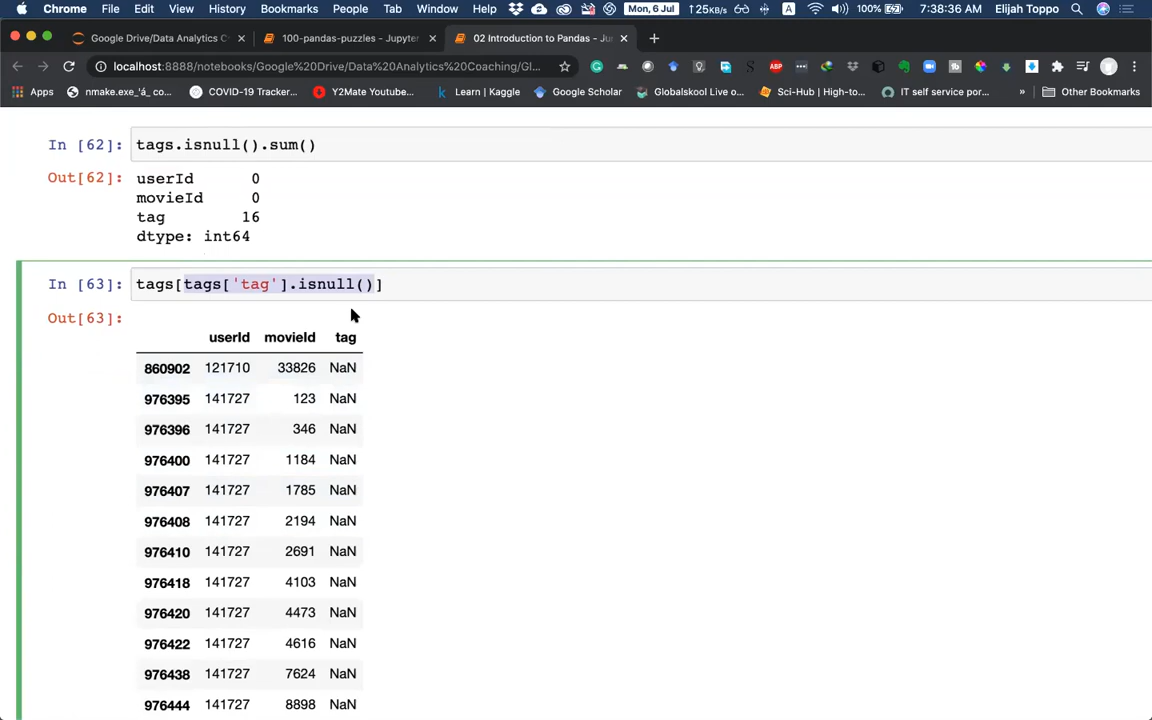 Chrome File Edit View History Bookmarks People Tab Window Help Mon, 6 Jul 125KB/s A 100% 7:38:36 AM Elijah Toppo
Google Drive/Data Analytics C 100-pandas-puzzles - Jupyter 02 Introduction to Pandas - Ju
localhost:8888/notebooks/Google%20Drive/Data%20Analytics%20Coaching/Gl...
Apps nmake.exe_'á_ co... COVID-19 Tracker... Y2Mate Youtube... Learn | Kaggle Google Scholar Globalskool Live o... Sci-Hub | High-to... IT self service por... » Other Bookmarks
In [62]: tags.isnull().sum()
Out[62]: userId 0
movieId 0
tag 16
dtype: int64
In [63]: tags[tags['tag'].isnull()]
Out[63]:
userId movieId tag
860902 121710 33826 NaN
976395 141727 123 NaN
976396 141727 346 NaN
976400 141727 1184 NaN
976407 141727 1785 NaN
976408 141727 2194 NaN
976410 141727 2691 NaN
976418 141727 4103 NaN
976420 141727 4473 NaN
976422 141727 4616 NaN
976438 141727 7624 NaN
976444 141727 8898 NaN